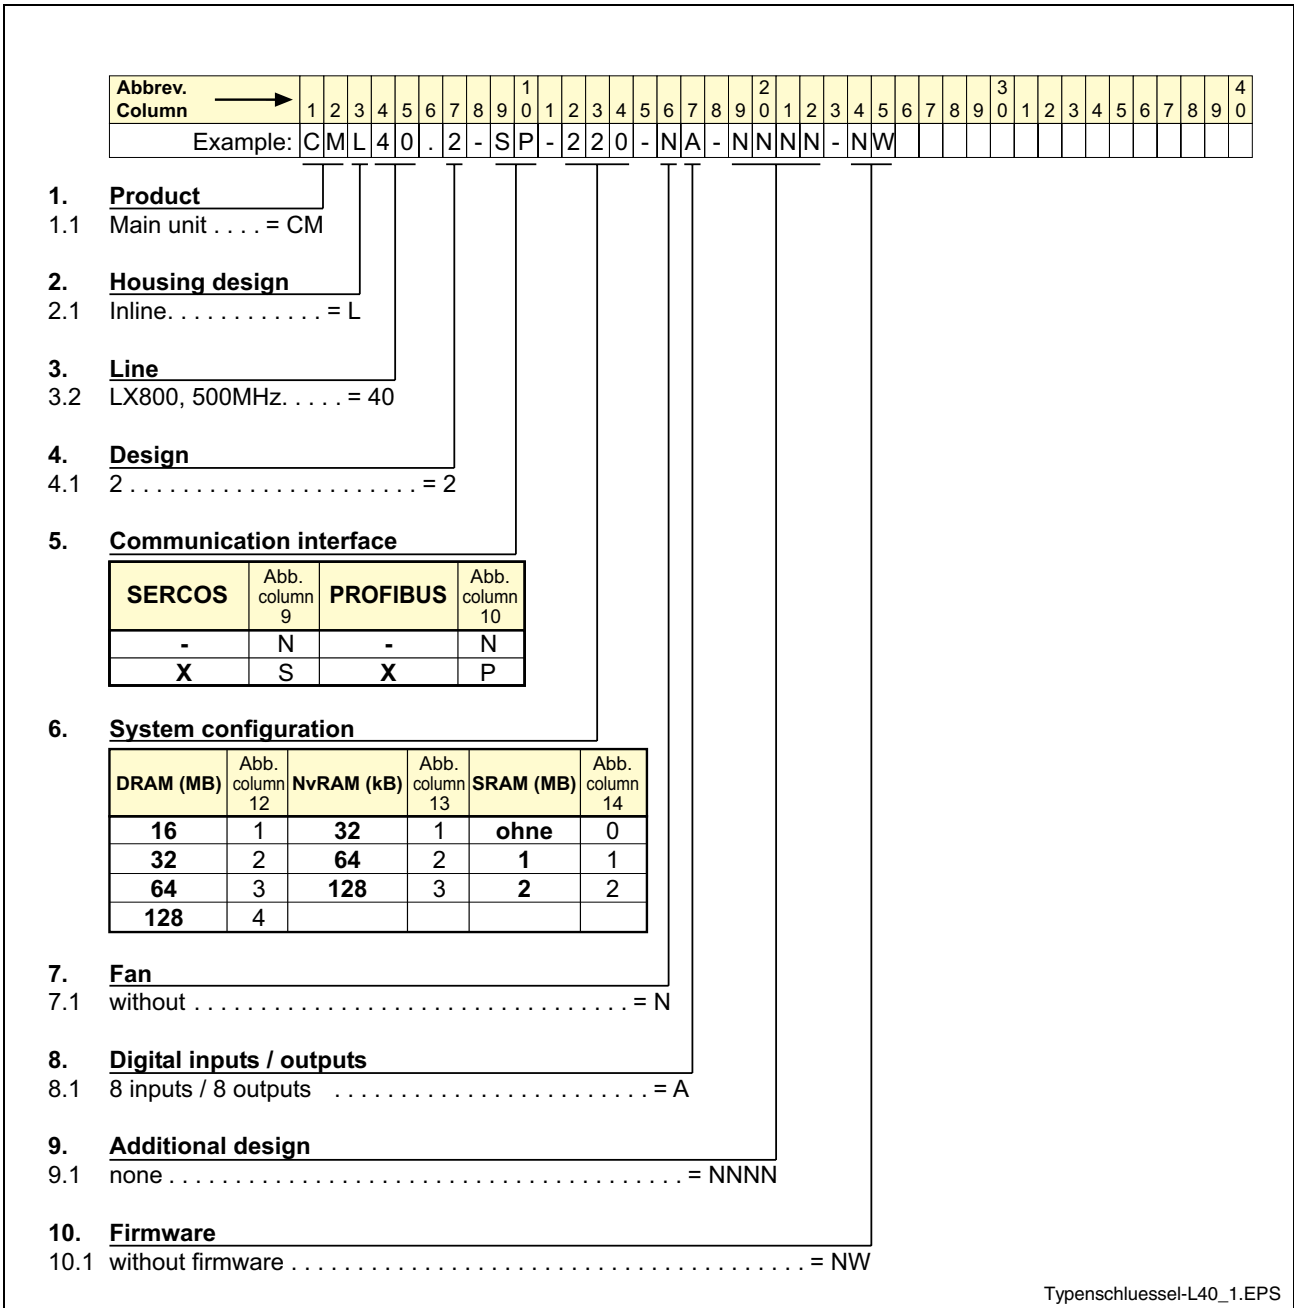 Abbrev. Column 1 2 3 4 5 6 7 8 9 10 1 2 3 4 5 6 7 8 9 20 1 2 3 4 5 6 7 8 9 30 1 2 3 4 5 6 7 8 9 40
Example: C M L 4 0 . 2 - S P - 2 2 0 - N A - N N N N - N W
1. Product
1.1 Main unit . . . . = CM
2. Housing design
2.1 Inline. . . . . . . . . . . . = L
3. Line
3.2 LX800, 500MHz. . . . . = 40
4. Design
4.1 2 . . . . . . . . . . . . . . . . . . . . . . = 2
5. Communication interface
SERCOS Abb. column 9 PROFIBUS Abb. column 10
- N - N
X S X P
6. System configuration
DRAM (MB) Abb. column 12 NvRAM (kB) Abb. column 13 SRAM (MB) Abb. column 14
16 1 32 1 ohne 0
32 2 64 2 1 1
64 3 128 3 2 2
128 4
7. Fan
7.1 without . . . . . . . . . . . . . . . . . . . . . . . . . . . . . . . . . = N
8. Digital inputs / outputs
8.1 8 inputs / 8 outputs . . . . . . . . . . . . . . . . . . . . . . . . = A
9. Additional design
9.1 none . . . . . . . . . . . . . . . . . . . . . . . . . . . . . . . . . . . . . . . = NNNN
10. Firmware
10.1 without firmware . . . . . . . . . . . . . . . . . . . . . . . . . . . . . . . . . . . . . . . = NW
Typenschluessel-L40_1.EPS